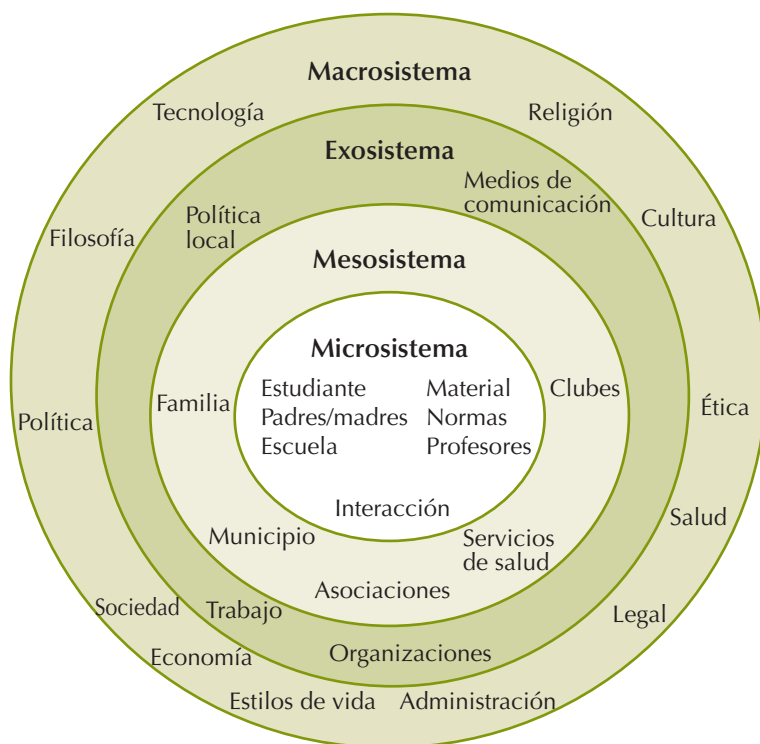 Macrosistema
Tecnología
Religión
Exosistema
Medios de
comunicación
Política
local
Cultura
Filosofía
Mesosistema
Microsistema
Estudiante
Material
Familia
Padres/madres
Normas
Clubes
Escuela
Profesores
Política
Ética
Interacción
Municipio
Servicios
de salud
Salud
Asociaciones
Sociedad
Trabajo
Legal
Economía
Organizaciones
Estilos de vida
Administración